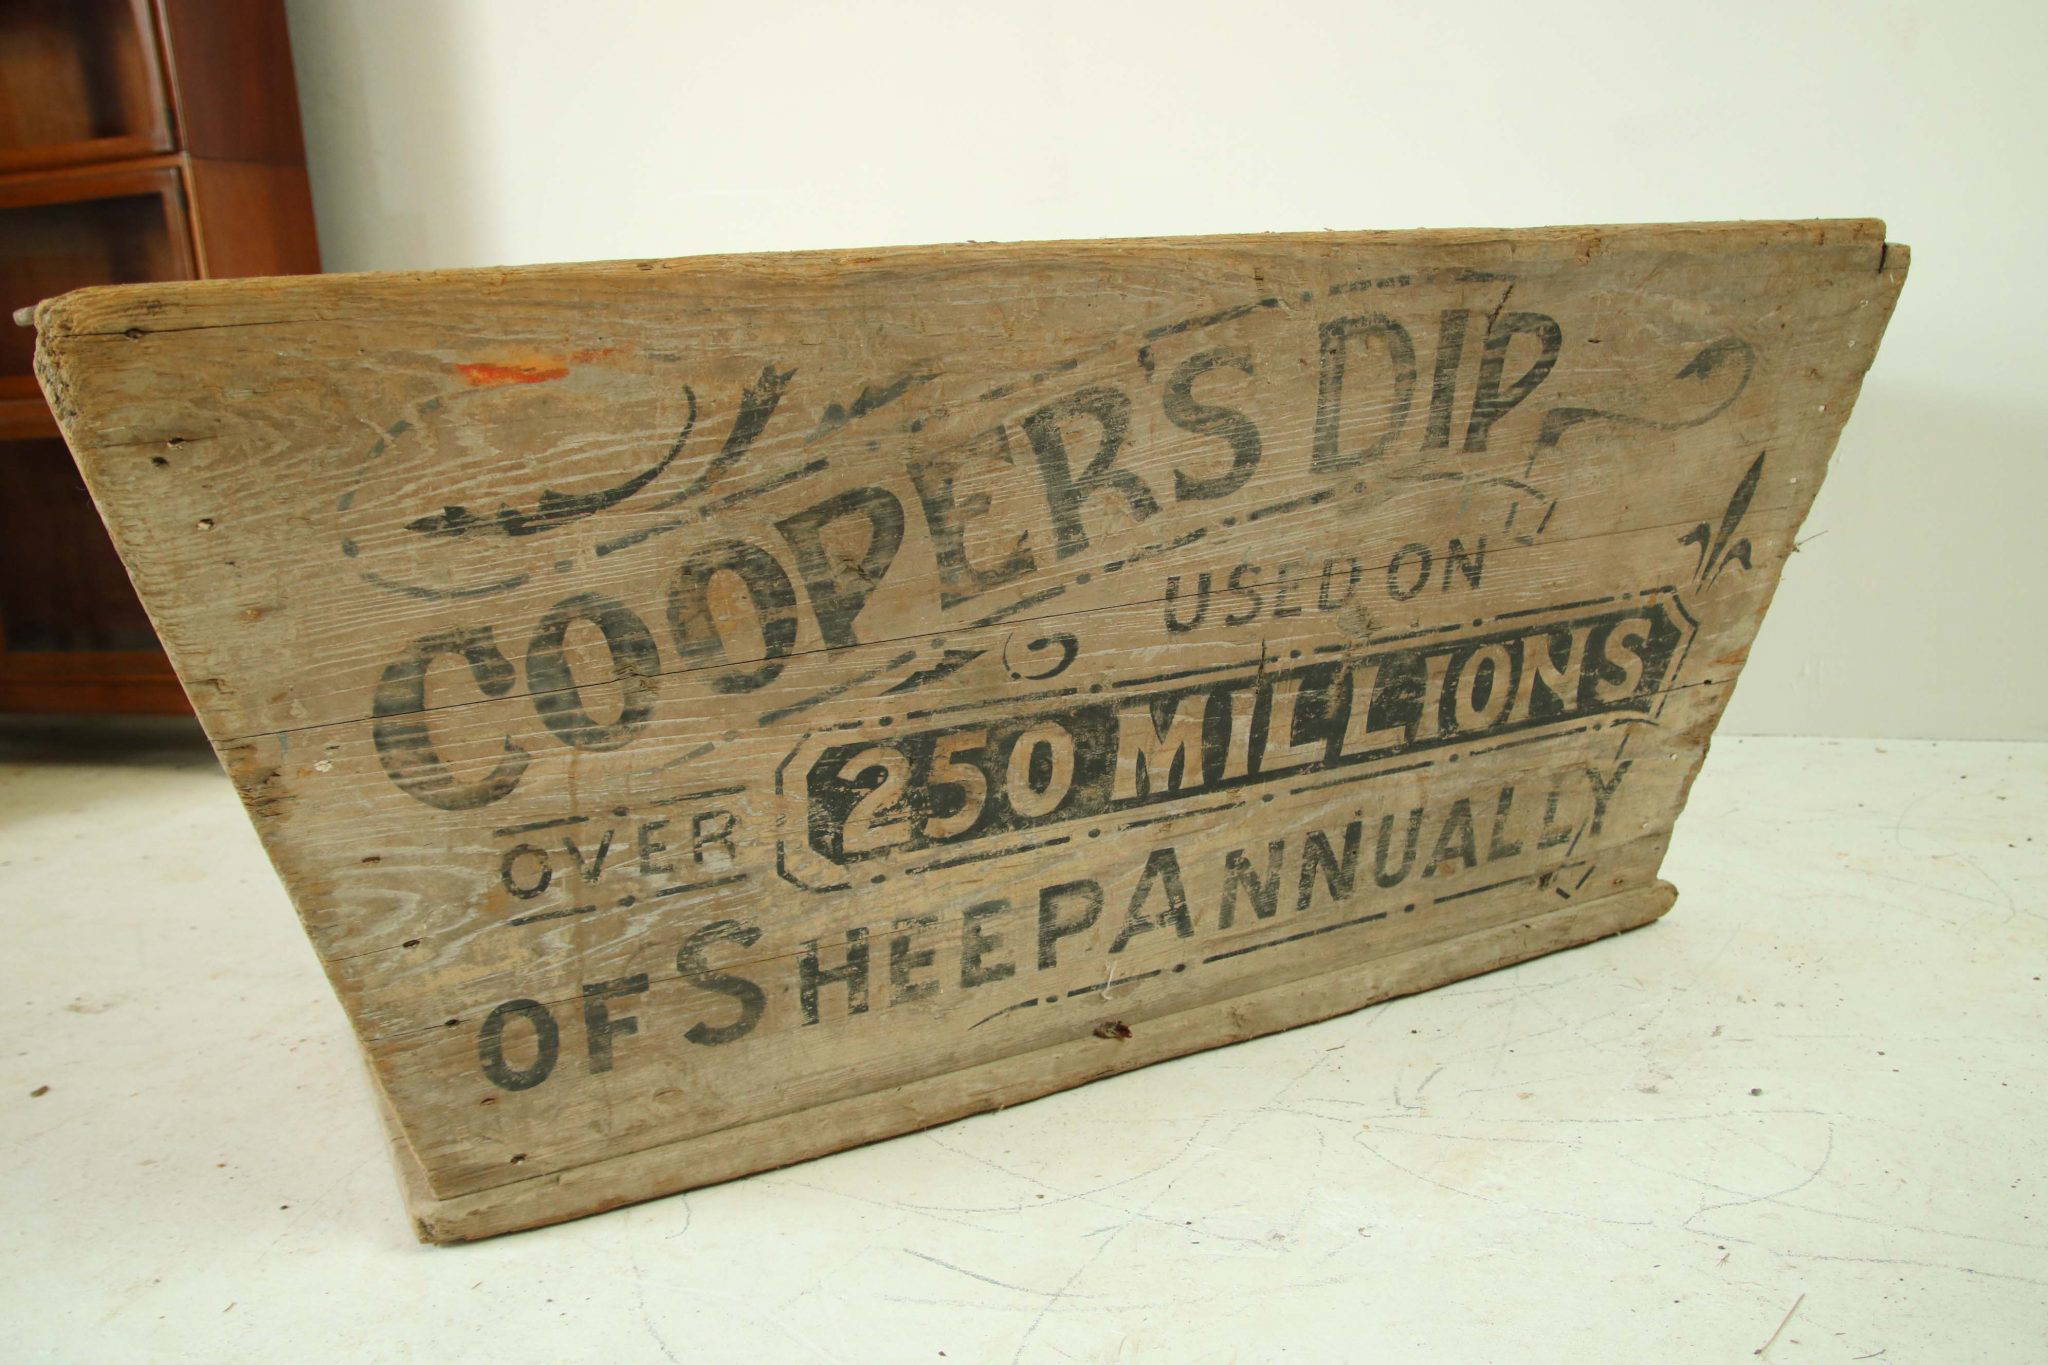 COOPER'S DIP
USED ON
OVER 250 MILLIONS
OF SHEEP ANNUALLY